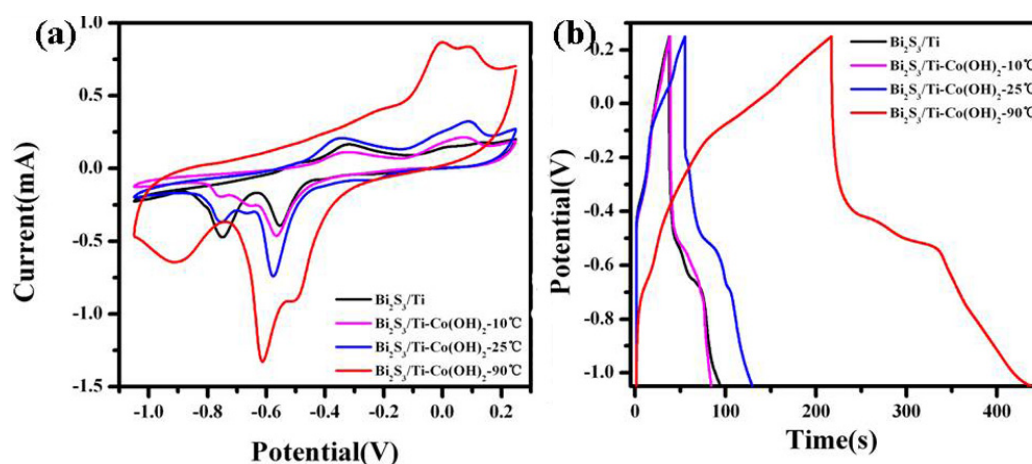 (a)
Current(mA)
1.0
0.5
0.0
-0.5
-1.0
-1.5
Bi₂S₃/Ti
Bi₂S₃/Ti-Co(OH)₂-10℃
Bi₂S₃/Ti-Co(OH)₂-25℃
Bi₂S₃/Ti-Co(OH)₂-90℃
-1.0 -0.8 -0.6 -0.4 -0.2 0.0 0.2
Potential(V)
(b)
Potential(V)
0.2
0.0
-0.2
-0.4
-0.6
-0.8
-1.0
Bi₂S₃/Ti
Bi₂S₃/Ti-Co(OH)₂-10℃
Bi₂S₃/Ti-Co(OH)₂-25℃
Bi₂S₃/Ti-Co(OH)₂-90℃
0 100 200 300 400
Time(s)